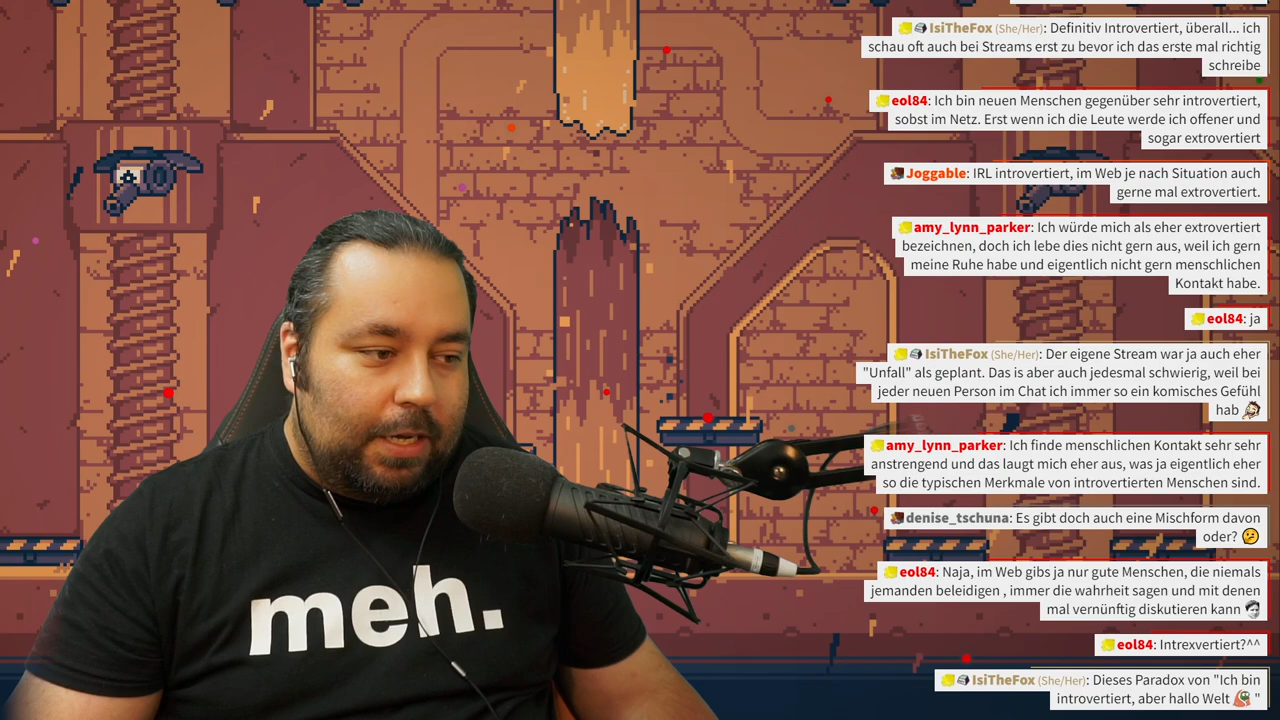 IsiTheFox (She/Her): Definitiv Introvertiert, überall... ich
schau oft auch bei Streams erst zu bevor ich das erste mal richtig
schreibe
eol84: Ich bin neuen Menschen gegenüber sehr introvertiert,
sobst im Netz. Erst wenn ich die Leute werde ich offener und
sogar extrovertiert
Joggable: IRL introvertiert, im Web je nach Situation auch
gerne mal extrovertiert.
amy_lynn_parker: Ich würde mich als eher extrovertiert
bezeichnen, doch ich lebe dies nicht gern aus, weil ich gern
meine Ruhe habe und eigentlich nicht gern menschlichen
Kontakt habe.
eol84: ja
IsiTheFox (She/Her): Der eigene Stream war ja auch eher
"Unfall" als geplant. Das is aber auch jedesmal schwierig, weil bei
jeder neuen Person im Chat ich immer so ein komisches Gefühl
hab
amy_lynn_parker: Ich finde menschlichen Kontakt sehr sehr
anstrengend und das laugt mich eher aus, was ja eigentlich eher
so die typischen Merkmale von introvertierten Menschen sind.
denise_tschuna: Es gibt doch auch eine Mischform davon
oder? 🤔
eol84: Naja, im Web gibs ja nur gute Menschen, die niemals
jemanden beleidigen , immer die wahrheit sagen und mit denen
mal vernünftig diskutieren kann
eol84: Intrexvertiert?^^
IsiTheFox (She/Her): Dieses Paradox von "Ich bin
introvertiert, aber hallo Welt "
meh.